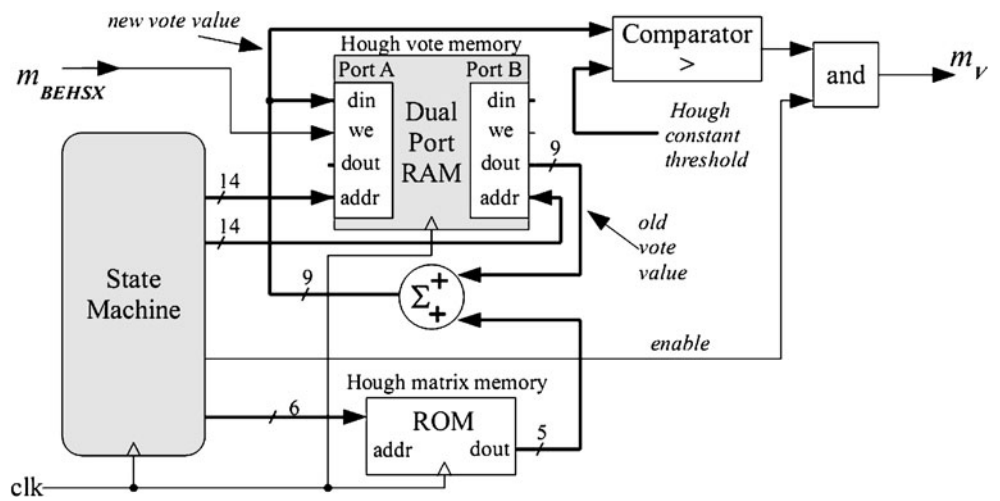 new vote value
Hough vote memory
m BEHSX
Port A
Port B
din
we
dout
addr
Dual
Port
RAM
din
we
dout
addr
9
Comparator
>
and
m V
Hough
constant
threshold
State
Machine
14
14
old
vote
value
9
Σ
+
+
enable
Hough matrix memory
6
ROM
addr
dout
5
clk